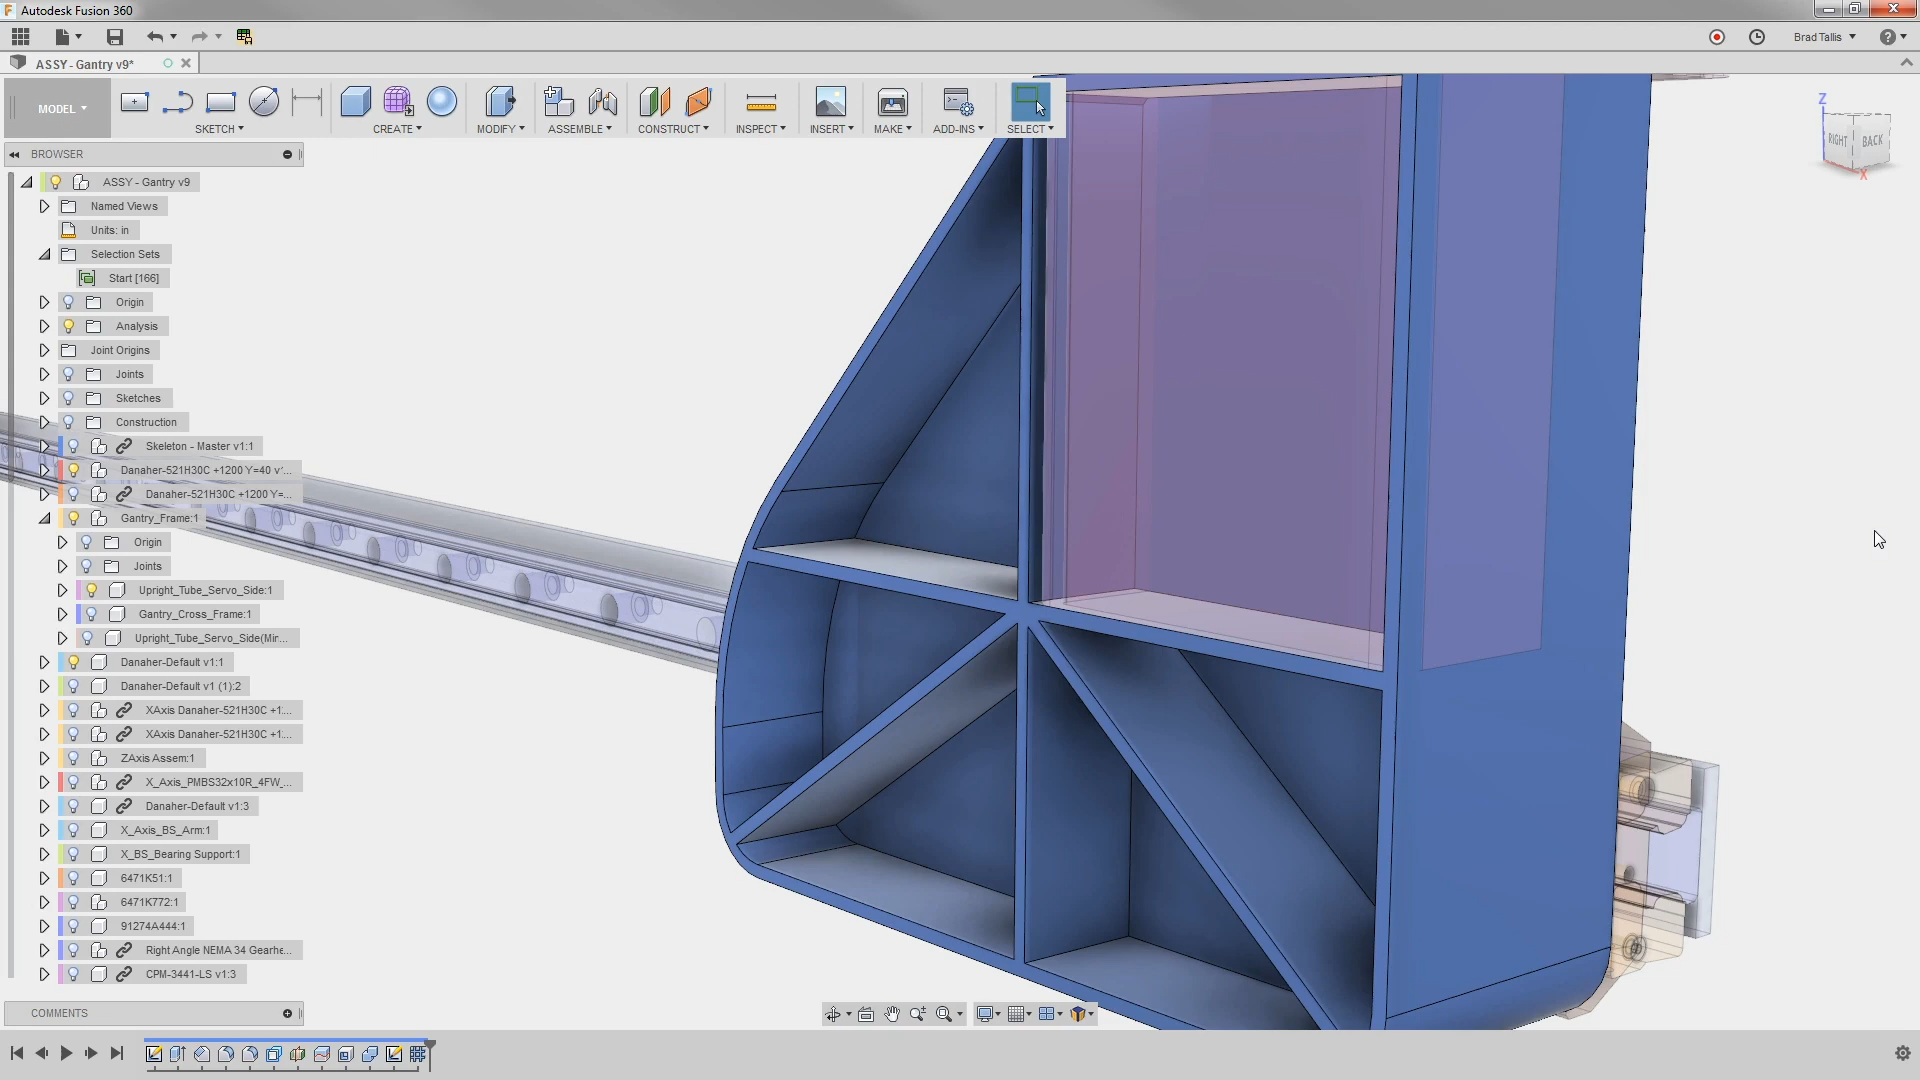 Autodesk Fusion 360
Brad Tallis
ASSY - Gantry v9*
MODEL
SKETCH
CREATE
MODIFY
ASSEMBLE
CONSTRUCT
INSPECT
INSERT
MAKE
ADD-INS
SELECT
Z
RIGHT
BACK
X
BROWSER
ASSY - Gantry v9
Named Views
Units: in
Selection Sets
Start [166]
Origin
Analysis
Joint Origins
Joints
Sketches
Construction
Skeleton - Master v1:1
Danaher-521H30C +1200 Y=40 v'...
Danaher-521H30C +1200 Y=...
Gantry_Frame:1
Origin
Joints
Upright_Tube_Servo_Side:1
Gantry_Cross_Frame:1
Upright_Tube_Servo_Side(Mir...
Danaher-Default v1:1
Danaher-Default v1 (1):2
XAxis Danaher-521H30C +1...
XAxis Danaher-521H30C +1...
ZAxis Assem:1
X_Axis_PMBS32x10R_4FW_...
Danaher-Default v1:3
X_Axis_BS_Arm:1
X_BS_Bearing Support:1
6471K51:1
6471K772:1
91274A444:1
Right Angle NEMA 34 Gearhe...
CPM-3441-LS v1:3
COMMENTS